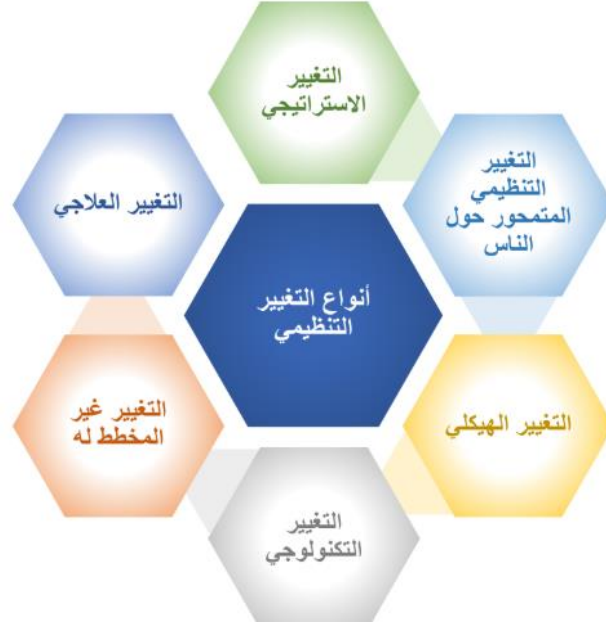 التغيير
الاستراتيجي
التغيير
التنظيمي
المتمحور حول
الناس
التغيير العلاجي
أنواع التغيير
التنظيمي
التغيير الهيكلي
التغيير غير
المخطط له
التغيير
التكنولوجي